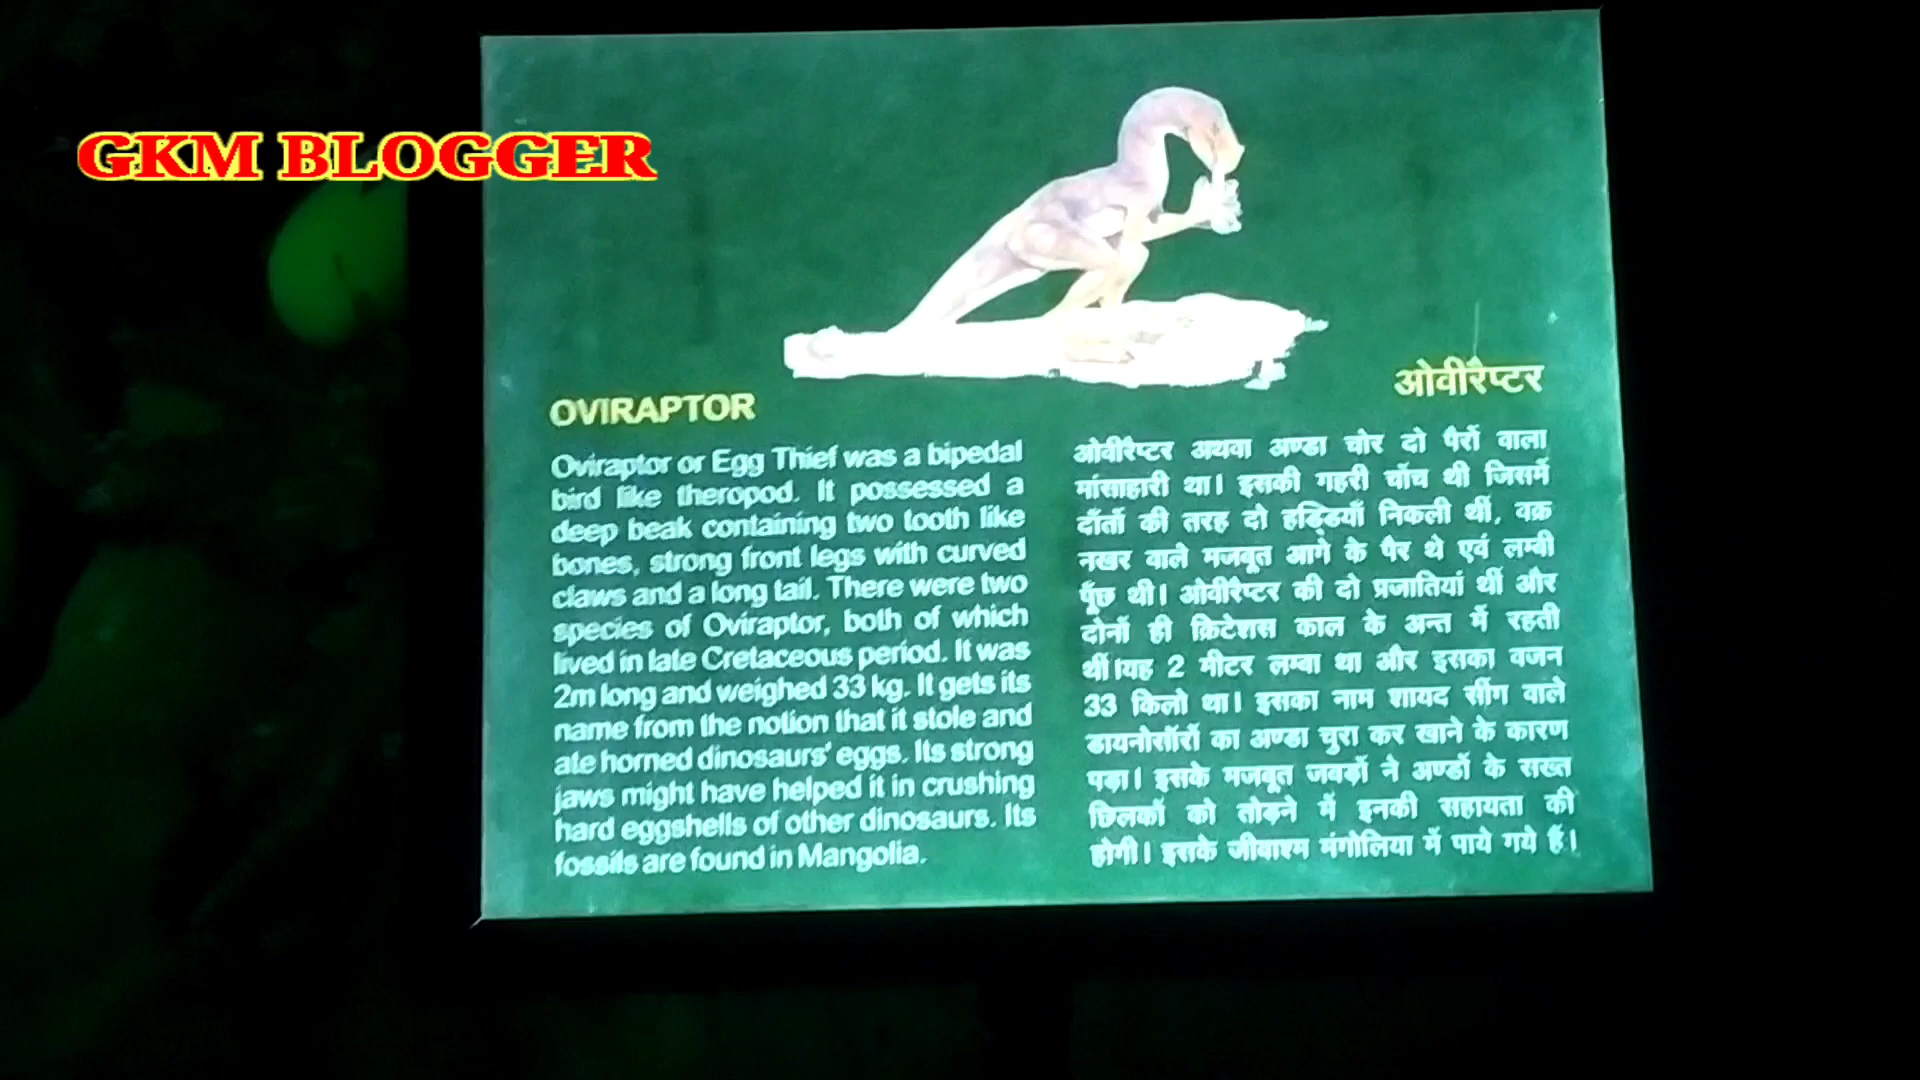 GKM BLOGGER
OVIRAPTOR
Oviraptor or Egg Thief was a bipedal
bird like theropod. It possessed a
deep beak containing two tooth like
bones, strong front legs with curved
claws and a long tail. There were two
species of Oviraptor, both of which
lived in late Cretaceous period. It was
2m long and weighed 33 kg. It gets its
name from the notion that it stole and
ate horned dinosaurs' eggs. Its strong
jaws might have helped it in crushing
hard eggshells of other dinosaurs. Its
fossils are found in Mangolia.
ओवीरैप्टर
ओवीरैप्टर अथवा अण्डा चोर दो पैरों वाला
मांसाहारी था। इसकी गहरी चोंच थी जिसमें
दाँतों की तरह दो हड्डियाँ निकली थीं, वक्र
नखर वाले मजबूत आगे के पैर थे एवं लम्बी
पूँछ थी। ओवीरैप्टर की दो प्रजातियां थीं और
दोनों ही क्रिटेशस काल के अन्त में रहती
थीं।यह 2 मीटर लम्बा था और इसका वजन
33 किलो था। इसका नाम शायद सींग वाले
डायनोसॉरों का अण्डा चुरा कर खाने के कारण
पड़ा। इसके मजबूत जबड़ों ने अण्डों के सख्त
छिलकों को तोड़ने में इनकी सहायता की
होगी। इसके जीवाश्म मंगोलिया में पाये गये हैं।